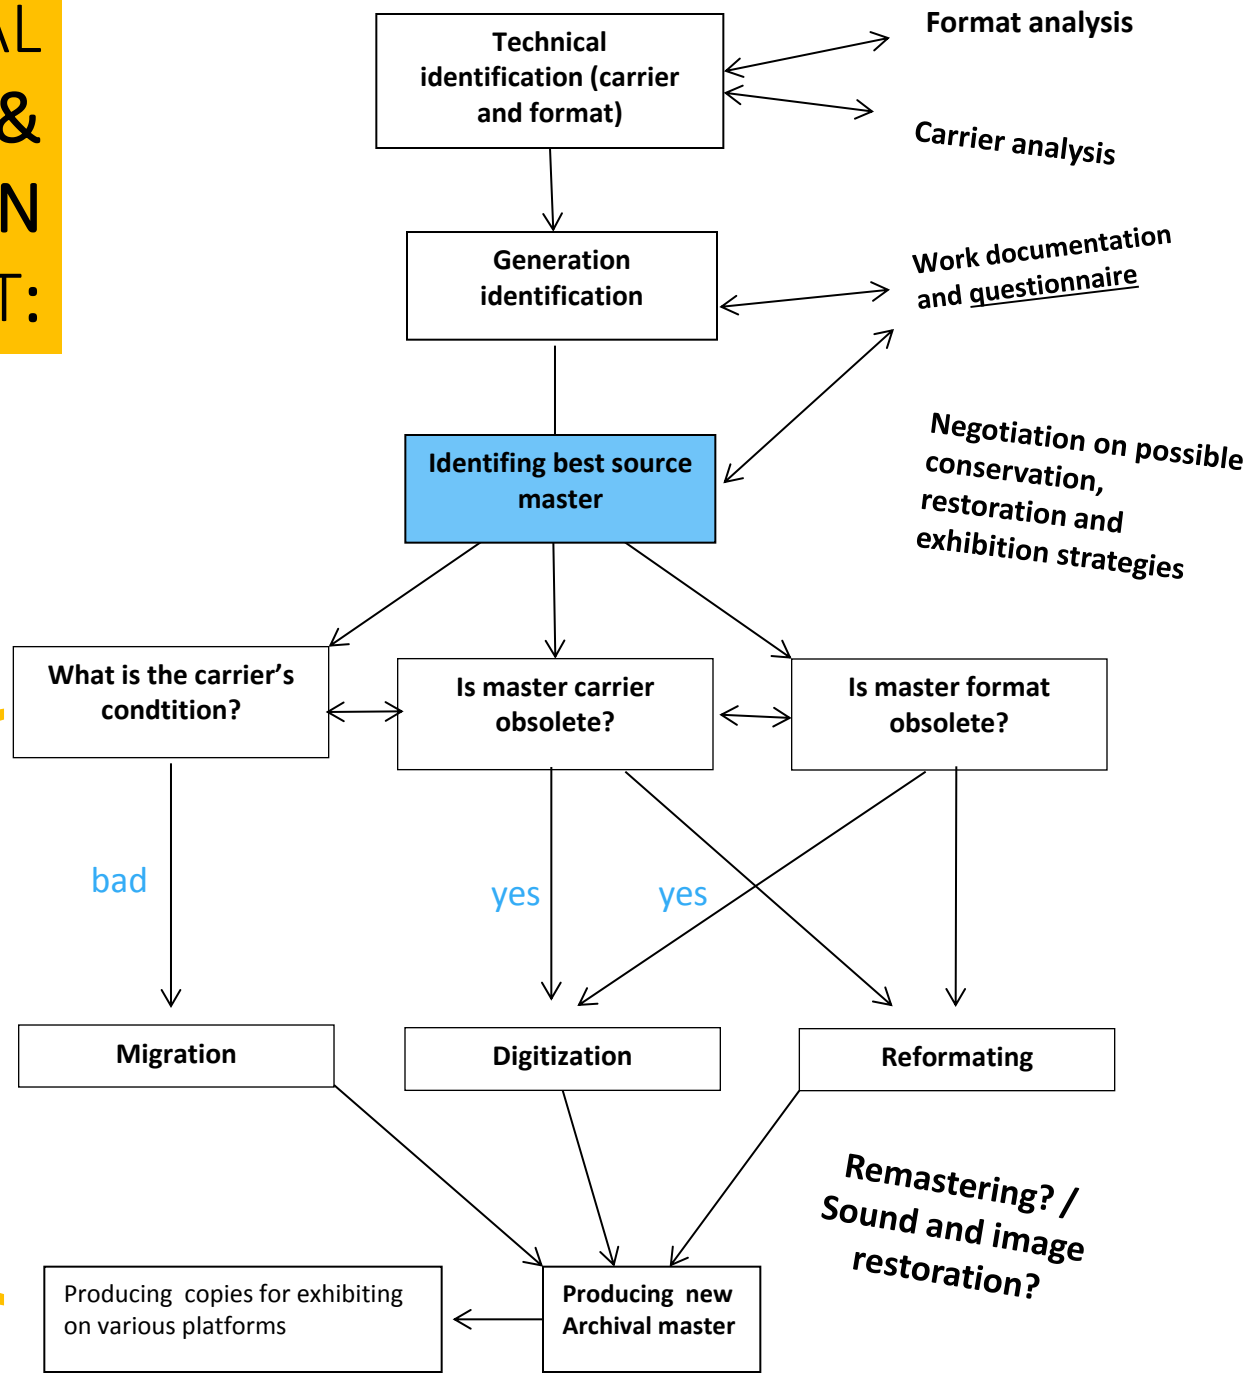 AL
&
N
T:
Technical
identification (carrier
and format)
Format analysis
Carrier analysis
Generation
identification
Work documentation
and questionnaire
Identifing best source
master
Negotiation on possible
conservation,
restoration and
exhibition strategies
What is the carrier’s
condtition?
Is master carrier
obsolete?
Is master format
obsolete?
bad
yes
yes
Migration
Digitization
Reformating
Remastering? /
Sound and image
restoration?
Producing  copies for exhibiting
on various platforms
Producing  new
Archival master